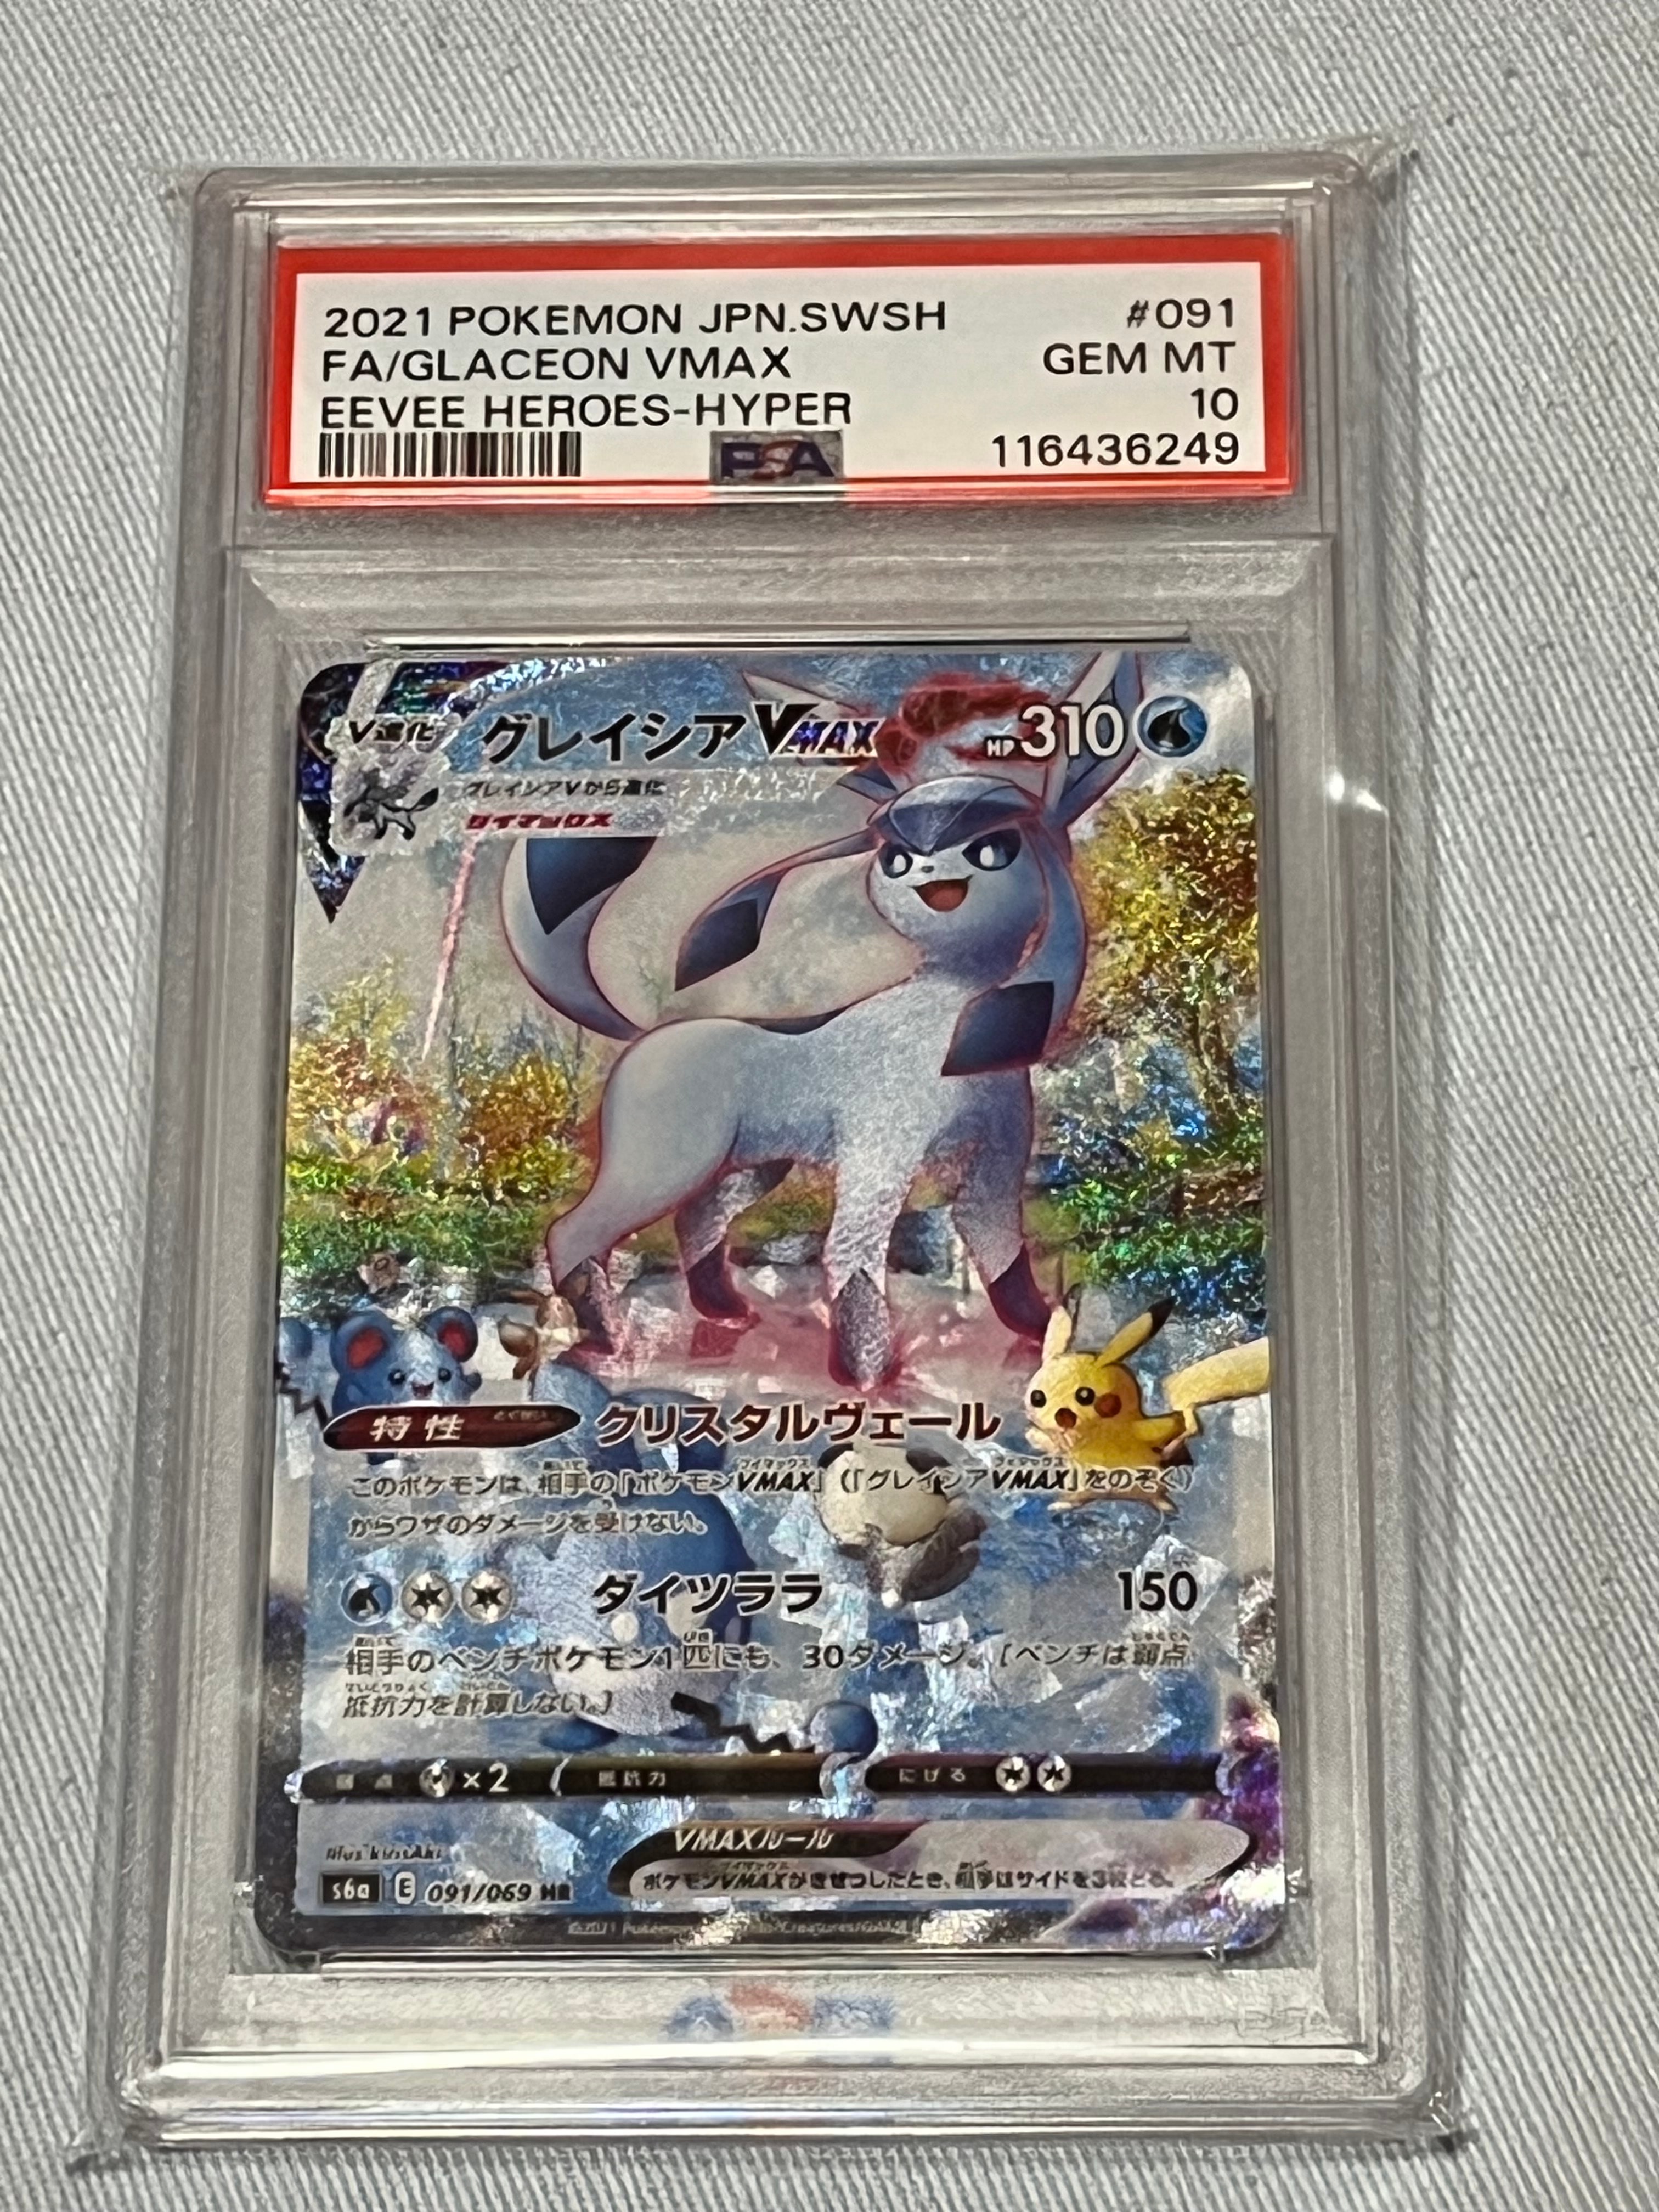 2021 POKEMON JPN.SWSH #091
FA/GLACEON VMAX GEM MT
EEVEE HEROES-HYPER 10
PSA 116436249
V進化 グレイシアVMAX HP310
グレイシアVから進化
ダイマックス
特性 とくせい クリスタルヴェール
このポケモンは、相手の「ポケモンVMAX」(「グレイシアVMAX」をのぞく)
からワザのダメージを受けない。
ダイツララ 150
相手のベンチポケモン1匹にも、30ダメージ。[ベンチは弱点
抵抗力を計算しない。]
弱点 ×2 抵抗力 にげる
VMAXルール
ポケモンVMAXがきぜつしたとき、相手はサイドを3枚とる。
s6a E 091/069 HR